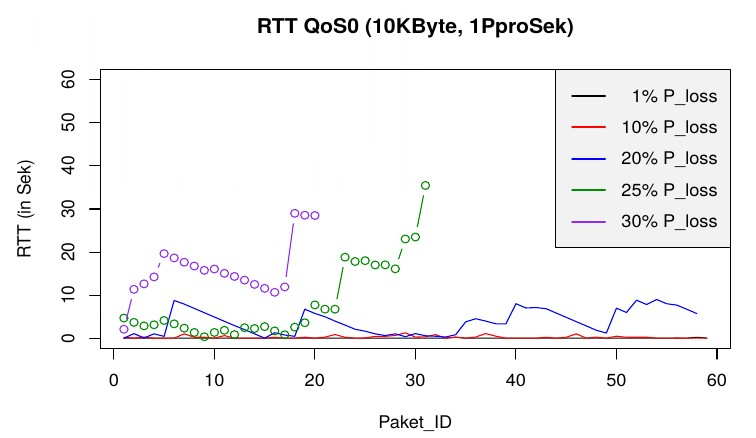 RTT QoS0 (10KByte, 1PproSek)
RTT (in Sek)
60
50
40
30
20
10
0
1% P_loss
10% P_loss
20% P_loss
25% P_loss
30% P_loss
0 10 20 30 40 50 60
Paket_ID